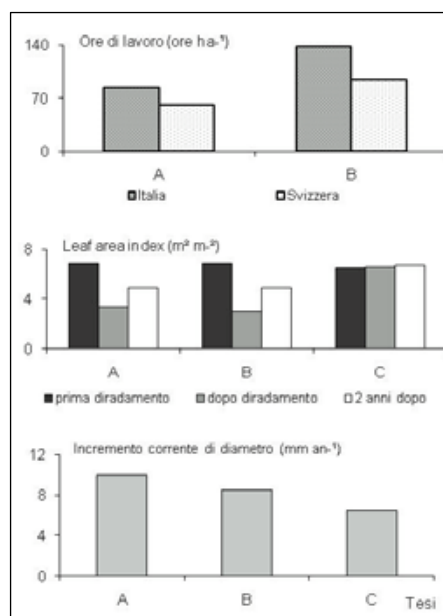 Ore di lavoro (ore ha-¹)
140
70
0
A B
Italia Svizzera
Leaf area index (m² m-²)
8
4
0
A B C
prima diradamento dopo diradamento 2 anni dopo
Incremento corrente di diametro (mm an-¹)
12
8
4
0
A B C Tesi